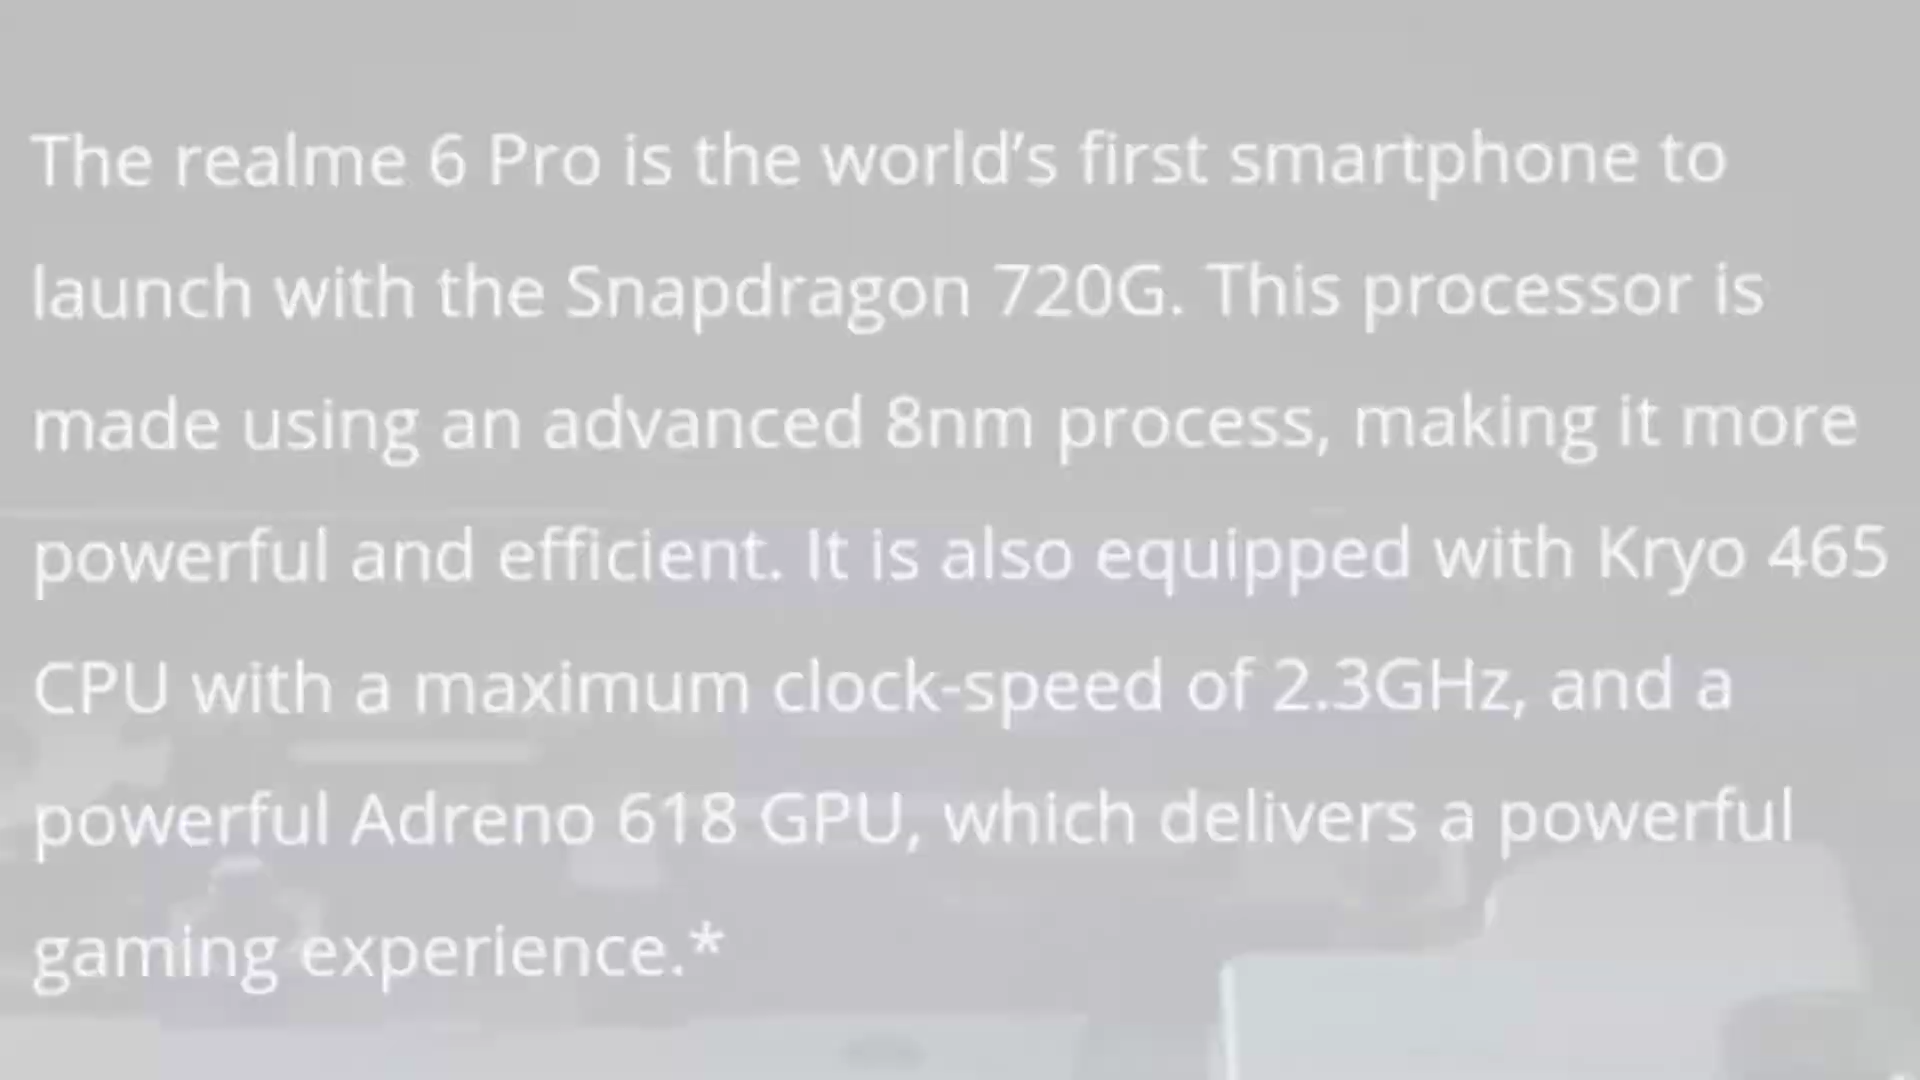 The realme 6 Pro is the world’s first smartphone to
launch with the Snapdragon 720G. This processor is
made using an advanced 8nm process, making it more
powerful and efficient. It is also equipped with Kryo 465
CPU with a maximum clock-speed of 2.3GHz, and a
powerful Adreno 618 GPU, which delivers a powerful
gaming experience.*